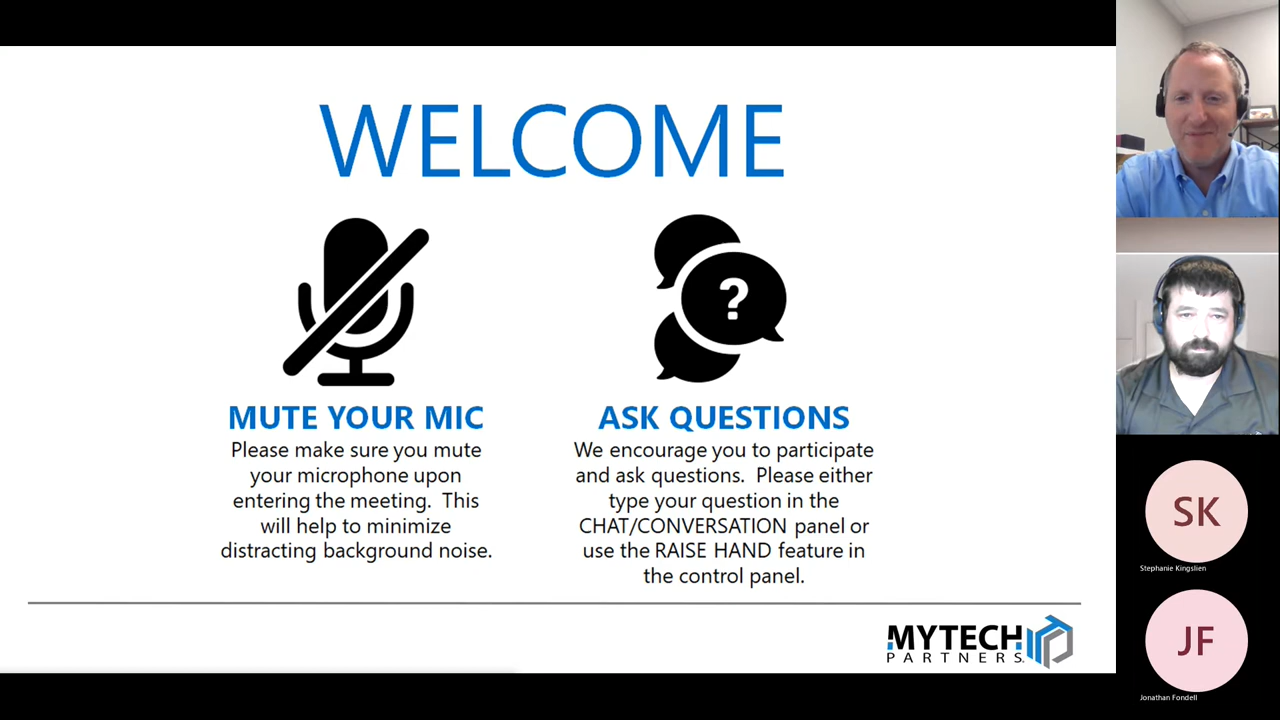 WELCOME
?
MUTE YOUR MIC
Please make sure you mute
your microphone upon
entering the meeting.  This
will help to minimize
distracting background noise.
ASK QUESTIONS
We encourage you to participate
and ask questions.  Please either
type your question in the
CHAT/CONVERSATION panel or
use the RAISE HAND feature in
the control panel.
MYTECH
PARTNERS
SK
Stephanie Kingslien
JF
Jonathan Fondell